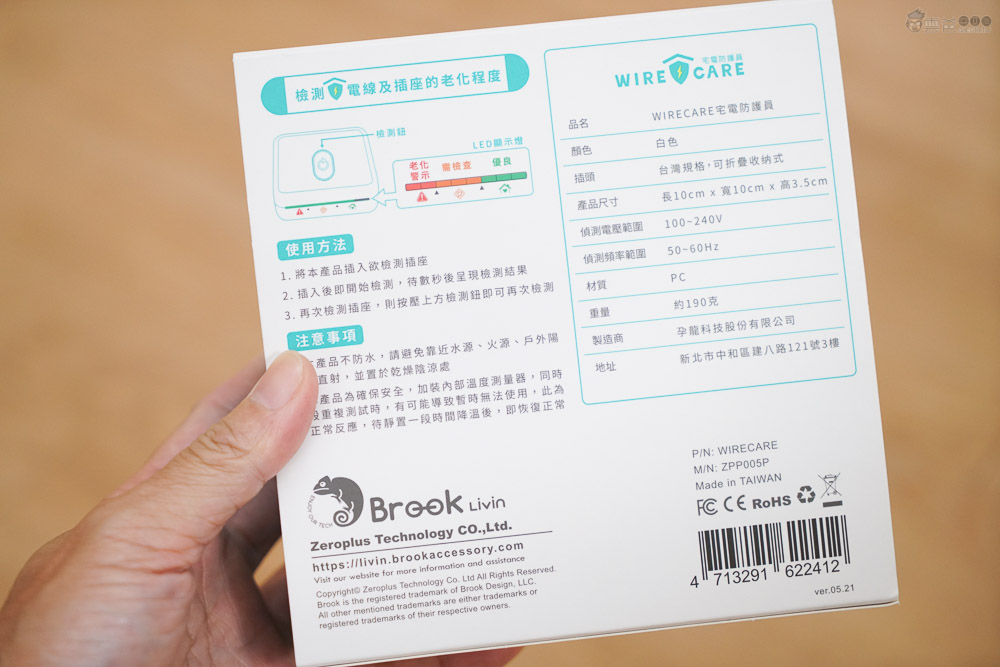 檢測 電線及插座的老化程度
檢測鈕
LED顯示燈
老化
警示
需檢查
優良
使用方法
1. 將本產品插入欲檢測插座
2. 插入後即開始檢測，待數秒後呈現檢測結果
3. 再次檢測插座，則按壓上方檢測鈕即可再次檢測
注意事項
產品不防水，請避免靠近水源、火源、戶外陽
直射，並置於乾燥陰涼處
產品為確保安全，加裝內部溫度測量器，同時
重複測試時，有可能導致暫時無法使用，此為
正常反應，待靜置一段時間降溫後，即恢復正常
ENJOY OUR TECH
Brook Livin
Zeroplus Technology CO.,Ltd.
https://livin.brookaccessory.com
Visit our website for more information and assistance
Copyright© Zeroplus Technology Co. Ltd All Rights Reserved.
Brook is the registered trademark of Brook Design, LLC.
All other mentioned trademarks are either trademarks or
registered trademarks of their respective owners.
宅電防護員
WIRE CARE
品名 WIRECARE宅電防護員
顏色 白色
插頭 台灣規格，可折疊收納式
產品尺寸 長10cm x 寬10cm x 高3.5cm
偵測電壓範圍 100~240V
偵測頻率範圍 50~60Hz
材質 PC
重量 約190克
製造商 孕龍科技股份有限公司
地址 新北市中和區建八路121號3樓
P/N: WIRECARE
M/N: ZPP005P
Made in TAIWAN
FC CE RoHS
4 713291 622412
ver.05.21